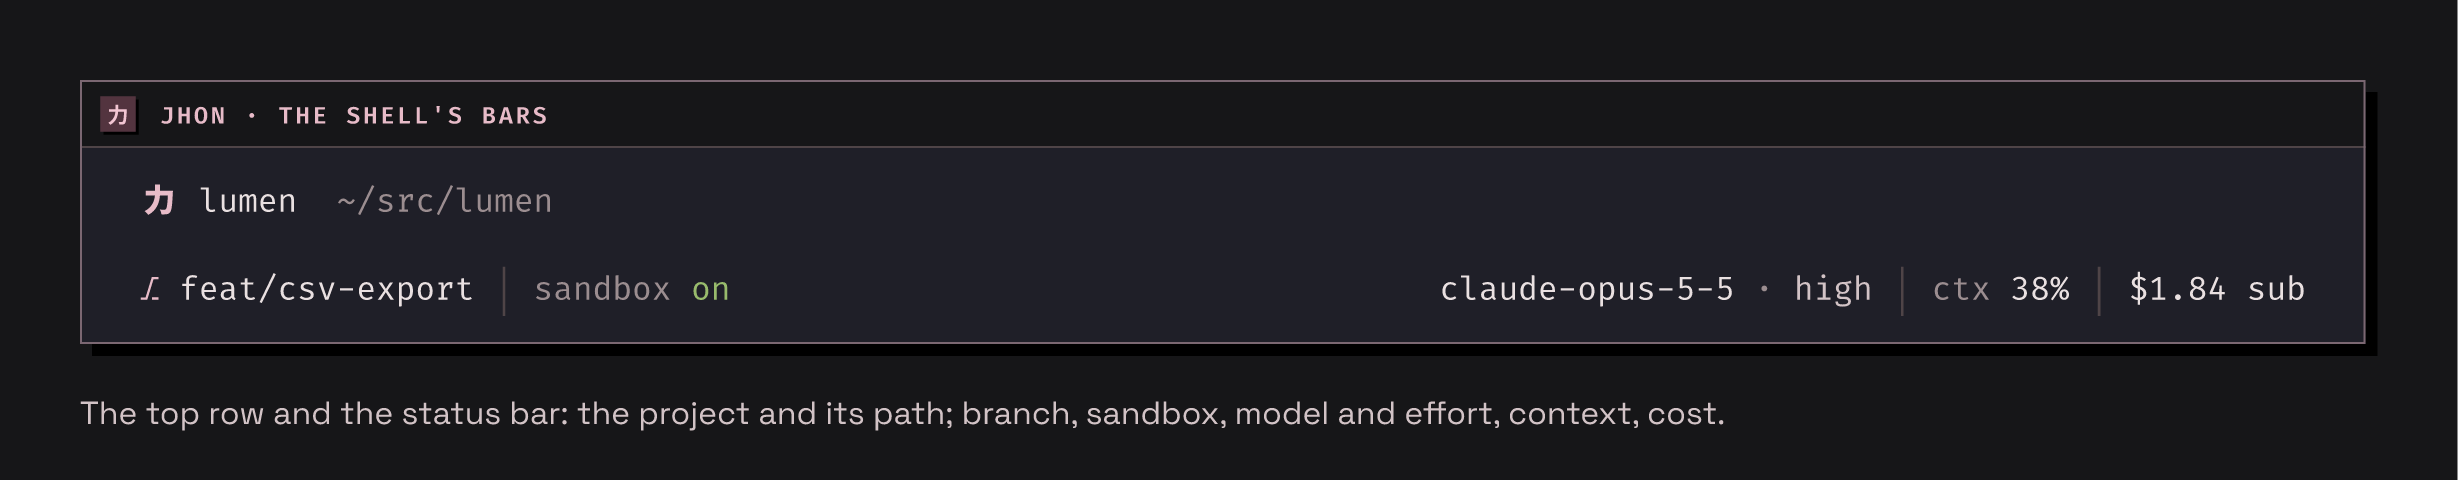 力 JHON · THE SHELL'S BARS
力 lumen ~/src/lumen
feat/csv-export │ sandbox on claude-opus-5-5 · high │ ctx 38% │ $1.84 sub
The top row and the status bar: the project and its path; branch, sandbox, model and effort, context, cost.